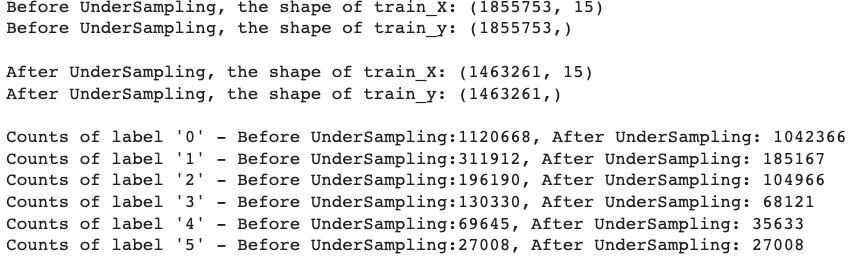 Before UnderSampling, the shape of train_X: (1855753, 15)
Before UnderSampling, the shape of train_y: (1855753,)

After UnderSampling, the shape of train_X: (1463261, 15)
After UnderSampling, the shape of train_y: (1463261,)

Counts of label '0' - Before UnderSampling:1120668, After UnderSampling: 1042366
Counts of label '1' - Before UnderSampling:311912, After UnderSampling: 185167
Counts of label '2' - Before UnderSampling:196190, After UnderSampling: 104966
Counts of label '3' - Before UnderSampling:130330, After UnderSampling: 68121
Counts of label '4' - Before UnderSampling:69645, After UnderSampling: 35633
Counts of label '5' - Before UnderSampling:27008, After UnderSampling: 27008